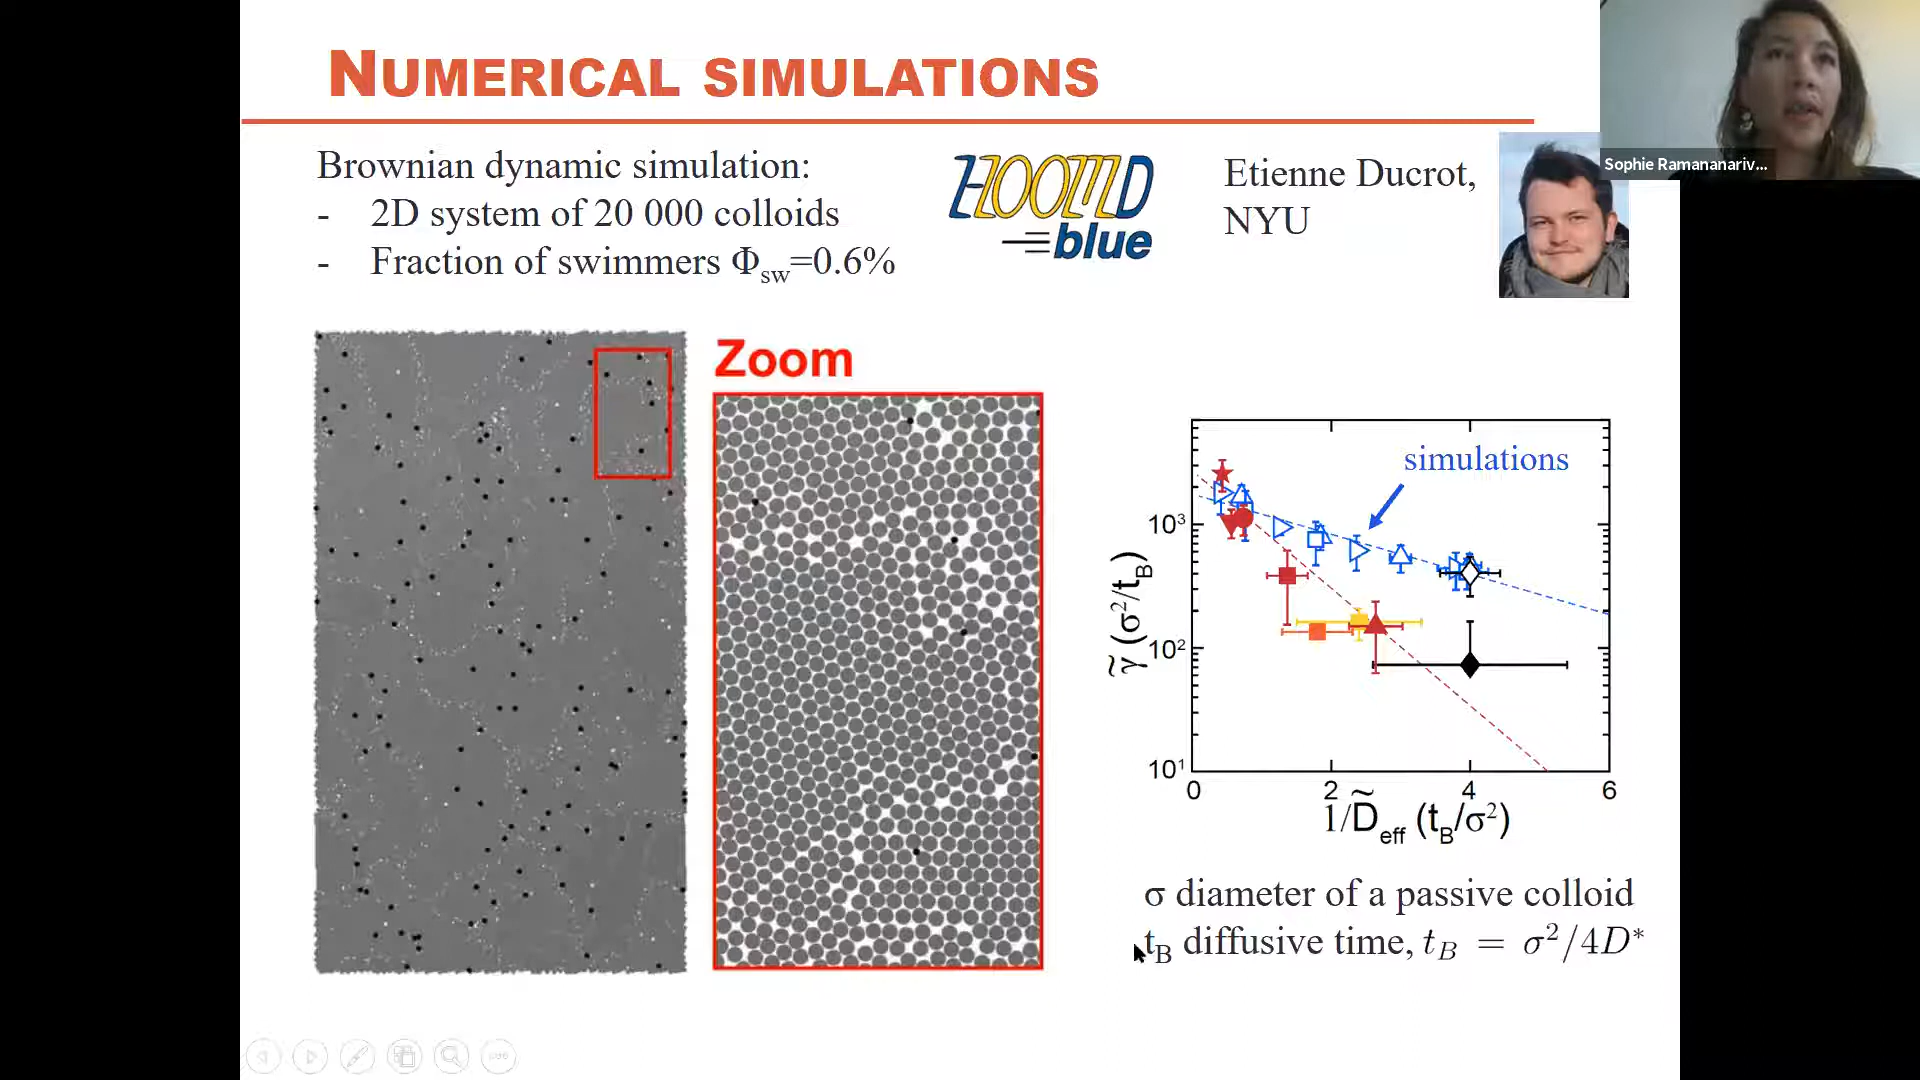 NUMERICAL SIMULATIONS
Brownian dynamic simulation:
- 2D system of 20 000 colloids
- Fraction of swimmers Φsw=0.6%
HOOMD
blue
Etienne Ducrot,
NYU
Sophie Ramananariv...
Zoom
simulations
10³
10²
10¹
γ̃ (σ²/tB)
0 2 4 6
1/D̃eff (tB/σ²)
σ diameter of a passive colloid
tB diffusive time, tB = σ²/4D*